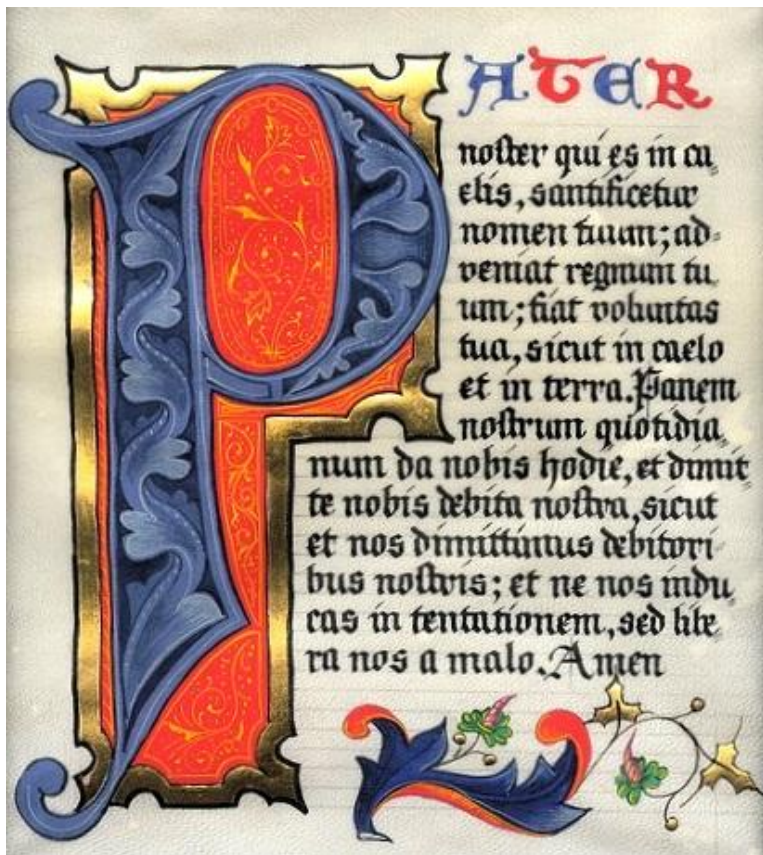 PATER
noster qui es in ca
elis, santificetur
nomen tuum; ad-
veniat regnum tu
um; fiat voluntas
tua, sicut in caelo
et in terra. Panem
nostrum quotidia
num da nobis hodie, et dimit
te nobis debita nostra, sicut
et nos dimittimus debitori
bus nostris; et ne nos indu
cas in tentationem, sed libe
ra nos a malo. Amen